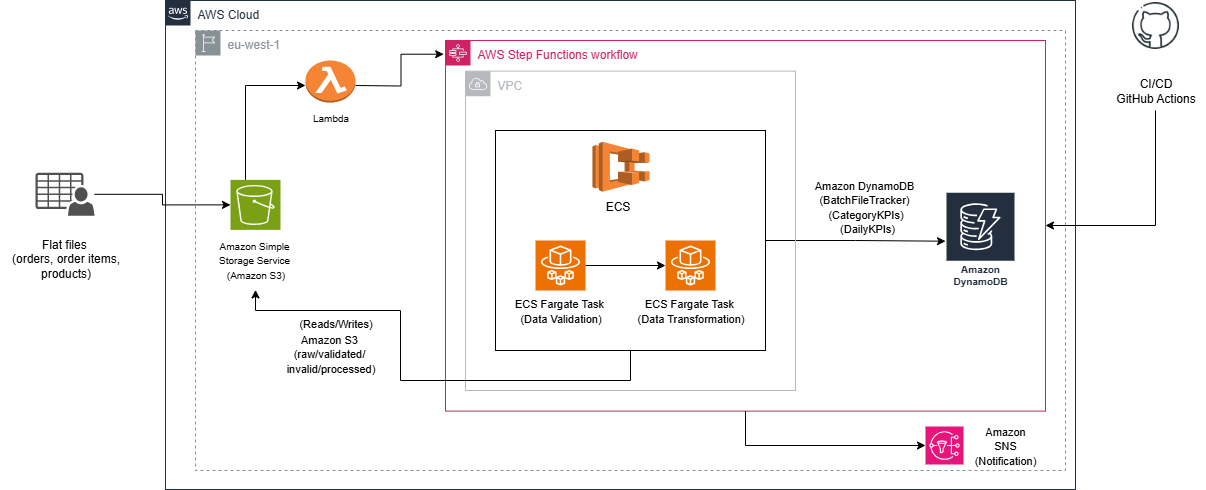 aws
AWS Cloud
eu-west-1
AWS Step Functions workflow
VPC
Lambda
CI/CD
GitHub Actions
ECS
Amazon DynamoDB
(BatchFileTracker)
(CategoryKPIs)
(DailyKPIs)
Flat files
(orders, order items,
products)
Amazon Simple
Storage Service
(Amazon S3)
Amazon
DynamoDB
ECS Fargate Task
(Data Validation)
ECS Fargate Task
(Data Transformation)
(Reads/Writes)
Amazon S3
(raw/validated/
invalid/processed)
Amazon
SNS
(Notification)